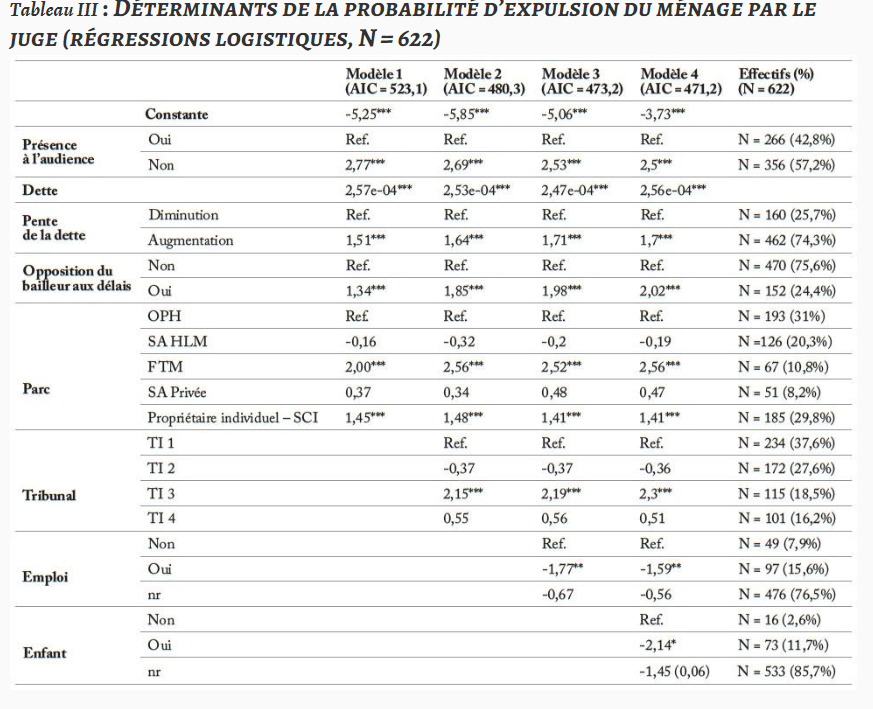 Tableau III : DÉTERMINANTS DE LA PROBABILITÉ D’EXPULSION DU MÉNAGE PAR LE
JUGE (RÉGRESSIONS LOGISTIQUES, N = 622)
Modèle 1 Modèle 2 Modèle 3 Modèle 4 Effectifs (%)
(AIC = 523,1) (AIC = 480,3) (AIC = 473,2) (AIC = 471,2) (N = 622)
Constante -5,25*** -5,85*** -5,06*** -3,73***
Présence
à l’audience
Oui Ref. Ref. Ref. Ref. N = 266 (42,8%)
Non 2,77*** 2,69*** 2,53*** 2,5*** N = 356 (57,2%)
Dette 2,57e-04*** 2,53e-04*** 2,47e-04*** 2,56e-04***
Pente
de la dette
Diminution Ref. Ref. Ref. Ref. N = 160 (25,7%)
Augmentation 1,51*** 1,64*** 1,71*** 1,7*** N = 462 (74,3%)
Opposition du
bailleur aux délais
Non Ref. Ref. Ref. Ref. N = 470 (75,6%)
Oui 1,34*** 1,85*** 1,98*** 2,02*** N = 152 (24,4%)
Parc
OPH Ref. Ref. Ref. Ref. N = 193 (31%)
SA HLM -0,16 -0,32 -0,2 -0,19 N =126 (20,3%)
FTM 2,00*** 2,56*** 2,52*** 2,56*** N = 67 (10,8%)
SA Privée 0,37 0,34 0,48 0,47 N = 51 (8,2%)
Propriétaire individuel – SCI 1,45*** 1,48*** 1,41*** 1,41*** N = 185 (29,8%)
Tribunal
TI 1 Ref. Ref. Ref. N = 234 (37,6%)
TI 2 -0,37 -0,37 -0,36 N = 172 (27,6%)
TI 3 2,15*** 2,19*** 2,3*** N = 115 (18,5%)
TI 4 0,55 0,56 0,51 N = 101 (16,2%)
Emploi
Non Ref. Ref. N = 49 (7,9%)
Oui -1,77** -1,59** N = 97 (15,6%)
nr -0,67 -0,56 N = 476 (76,5%)
Enfant
Non Ref. N = 16 (2,6%)
Oui -2,14* N = 73 (11,7%)
nr -1,45 (0,06) N = 533 (85,7%)